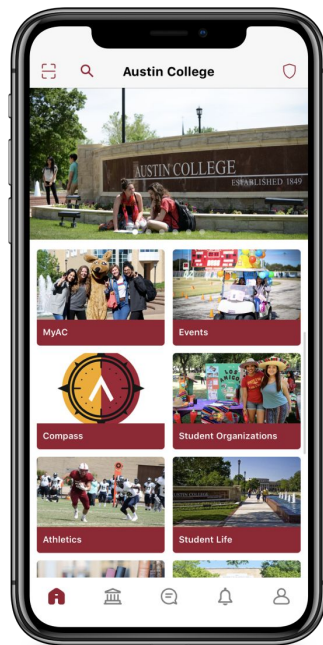 Austin College
AUSTIN COLLEGE
ESTABLISHED 1849
MyAC
Events
Compass
Student Organizations
Athletics
Student Life